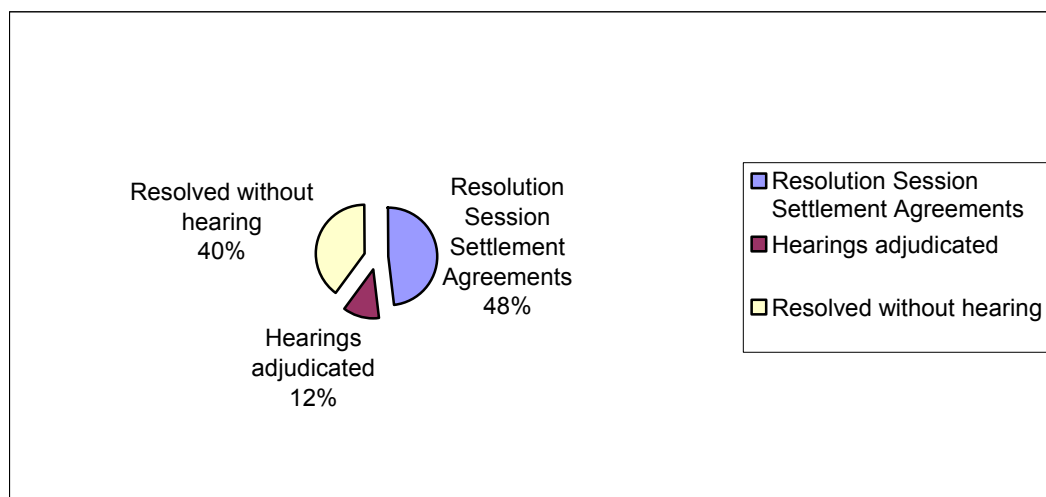 Resolved without
hearing
40%
Resolution
Session
Settlement
Agreements
48%
Hearings
adjudicated
12%
Resolution Session
Settlement Agreements
Hearings adjudicated
Resolved without hearing